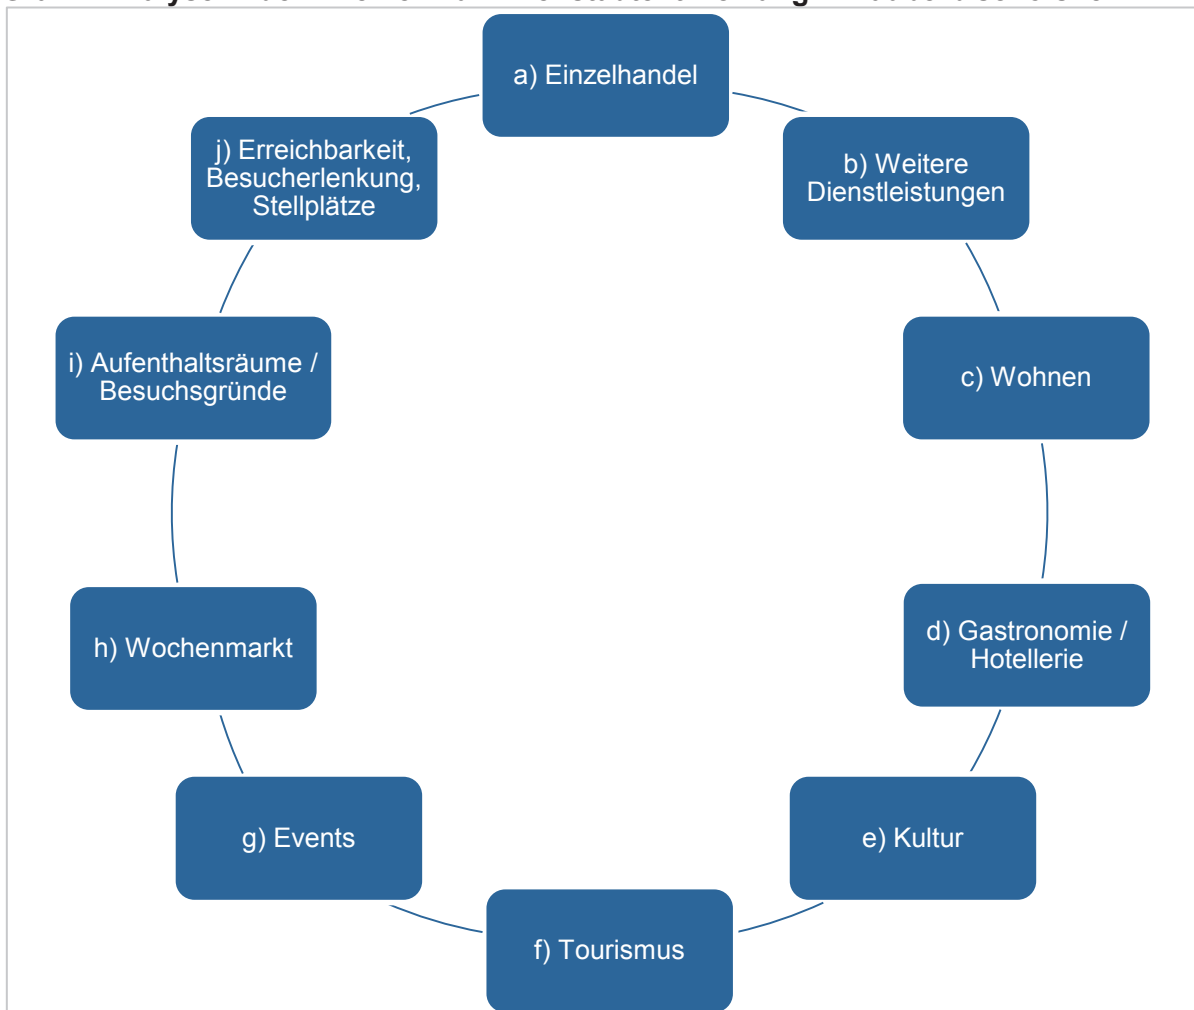 a) Einzelhandel
b) Weitere
Dienstleistungen
c) Wohnen
d) Gastronomie /
Hotellerie
e) Kultur
f) Tourismus
g) Events
h) Wochenmarkt
i) Aufenthaltsräume /
Besuchsgründe
j) Erreichbarkeit,
Besucherlenkung,
Stellplätze